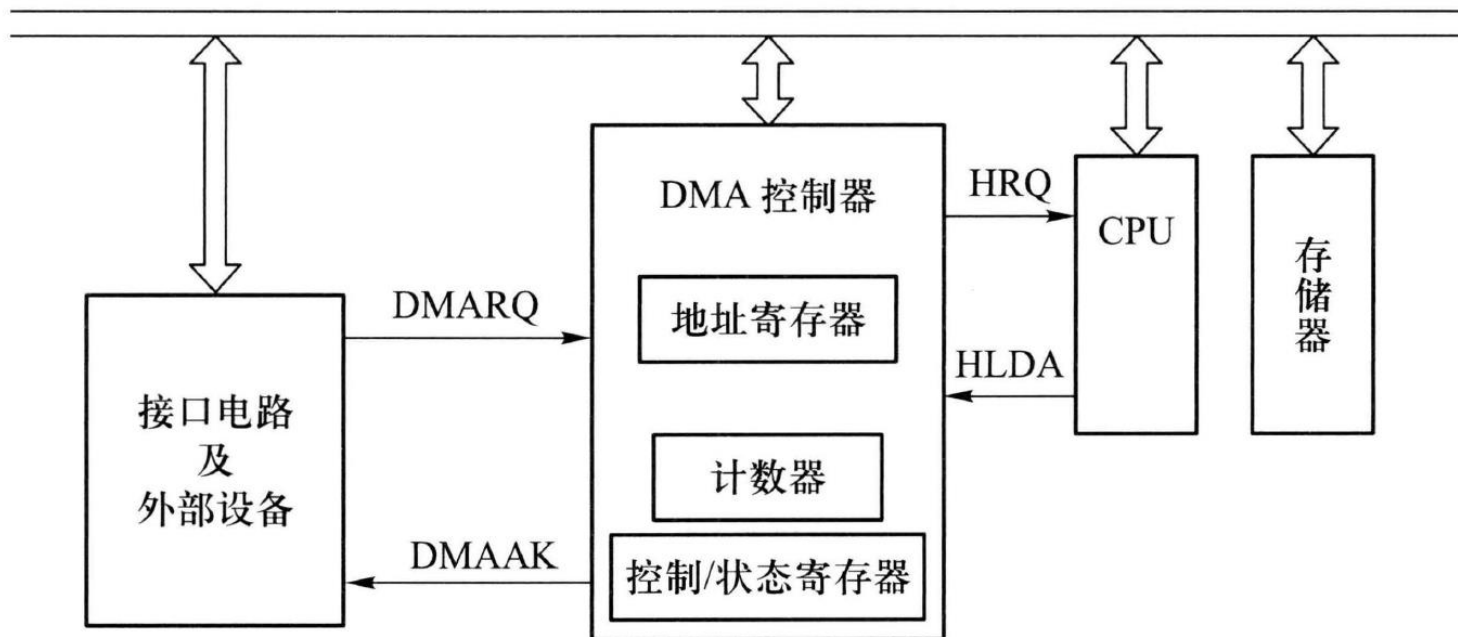 DMA 控制器
HRQ
CPU
存储器
地址寄存器
DMARQ
HLDA
接口电路
及
外部设备
计数器
DMAAK
控制/状态寄存器